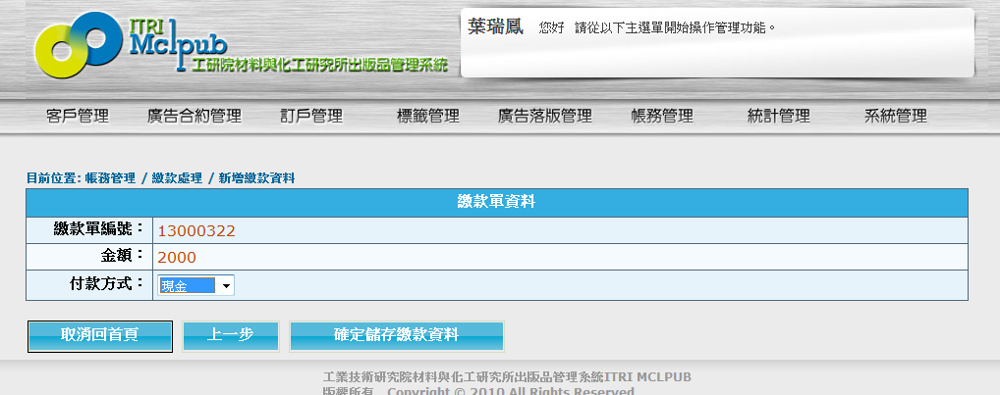 ITRI
Mclpub
工研院材料與化工研究所出版品管理系統
葉瑞鳳 您好 請從以下主選單開始操作管理功能。
客戶管理 廣告合約管理 訂戶管理 標籤管理 廣告落版管理 帳務管理 統計管理 系統管理
目前位置: 帳務管理 / 繳款處理 / 新增繳款資料
繳款單資料
繳款單編號： 13000322
金額： 2000
付款方式： 現金
取消回首頁 上一步 確定儲存繳款資料
工業技術研究院材料與化工研究所出版品管理系統ITRI MCLPUB
版權所有 Copyright © 2010 All Rights Reserved